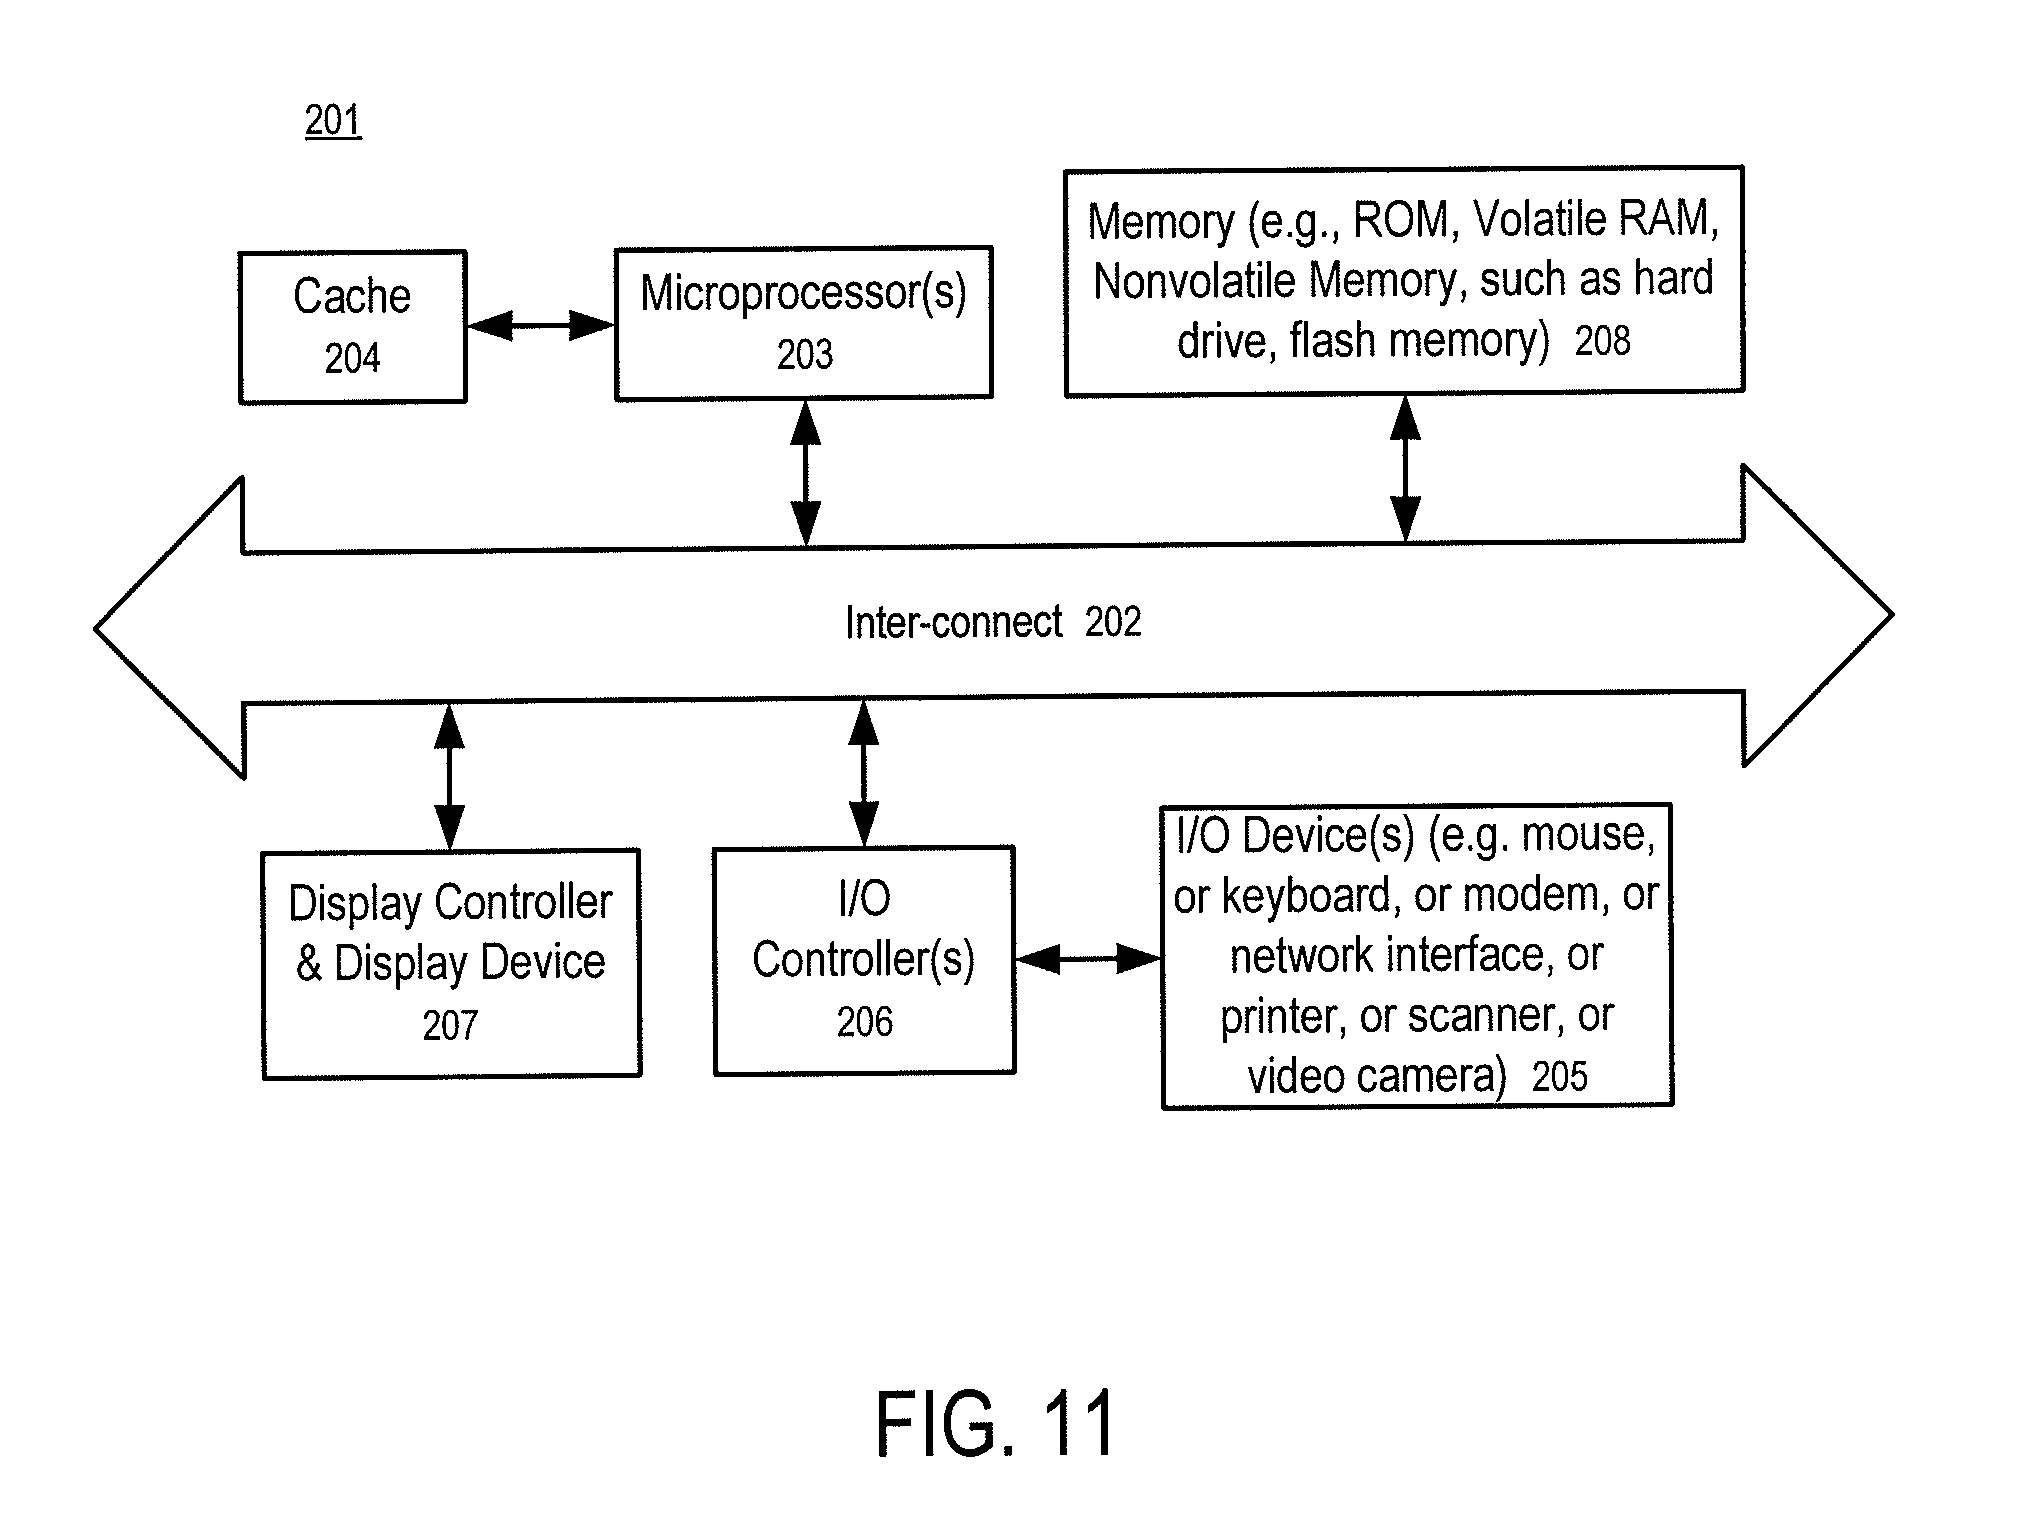 201
Cache
204
Microprocessor(s)
203
Memory (e.g., ROM, Volatile RAM,
Nonvolatile Memory, such as hard
drive, flash memory) 208
Inter-connect 202
Display Controller
& Display Device
207
I/O
Controller(s)
206
I/O Device(s) (e.g. mouse,
or keyboard, or modem, or
network interface, or
printer, or scanner, or
video camera) 205
FIG. 11